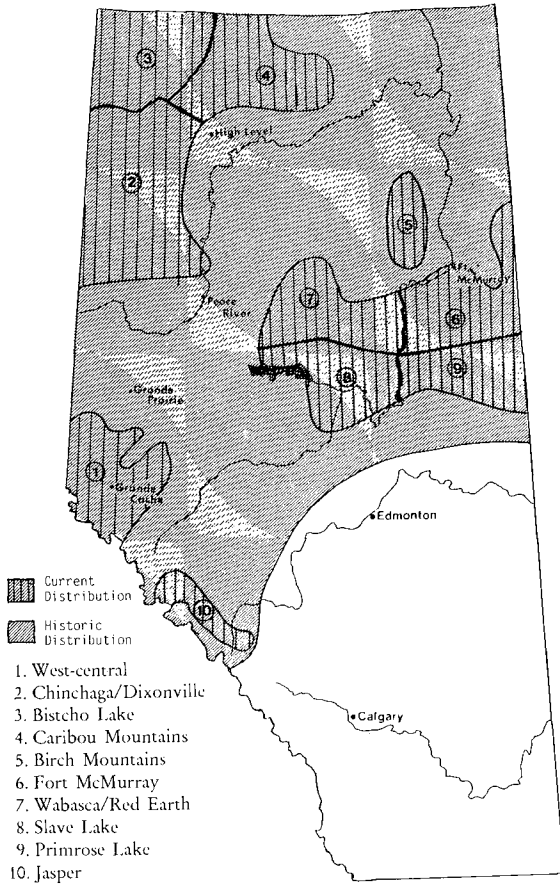 3
4
High Level
2
5
Ft.
McMurray
7
Peace
River
6
8
9
Grande
Prairie
1
Grande
Cache
Edmonton
Current
Distribution
10
Historic
Distribution
1. West-central
2. Chinchaga/Dixonville
3. Bistcho Lake
4. Caribou Mountains
5. Birch Mountains
6. Fort McMurray
7. Wabasca/Red Earth
8. Slave Lake
9. Primrose Lake
10. Jasper
Calgary